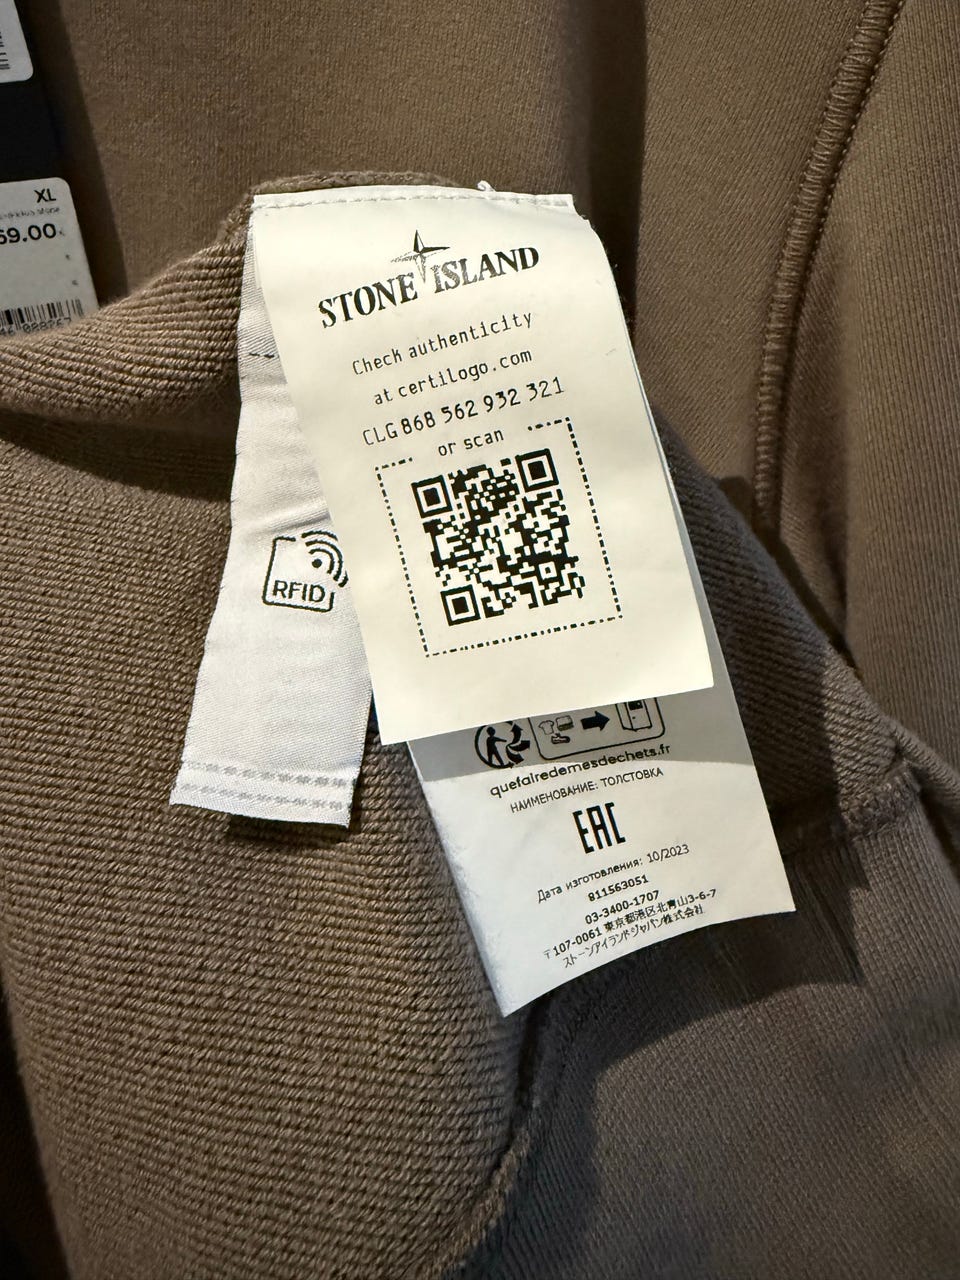 XL
69.00
STONE ISLAND
Check authenticity
at certilogo.com
CLG 868 562 932 321
or scan
RFID
quefairedemesdechets.fr
НАИМЕНОВАНИЕ: ТОЛСТОВКА
EAC
Дата изготовления: 10/2023
811563051
03-3400-1707
〒107-0061 東京都港区北青山3-6-7
ストーンアイランドジャパン株式会社